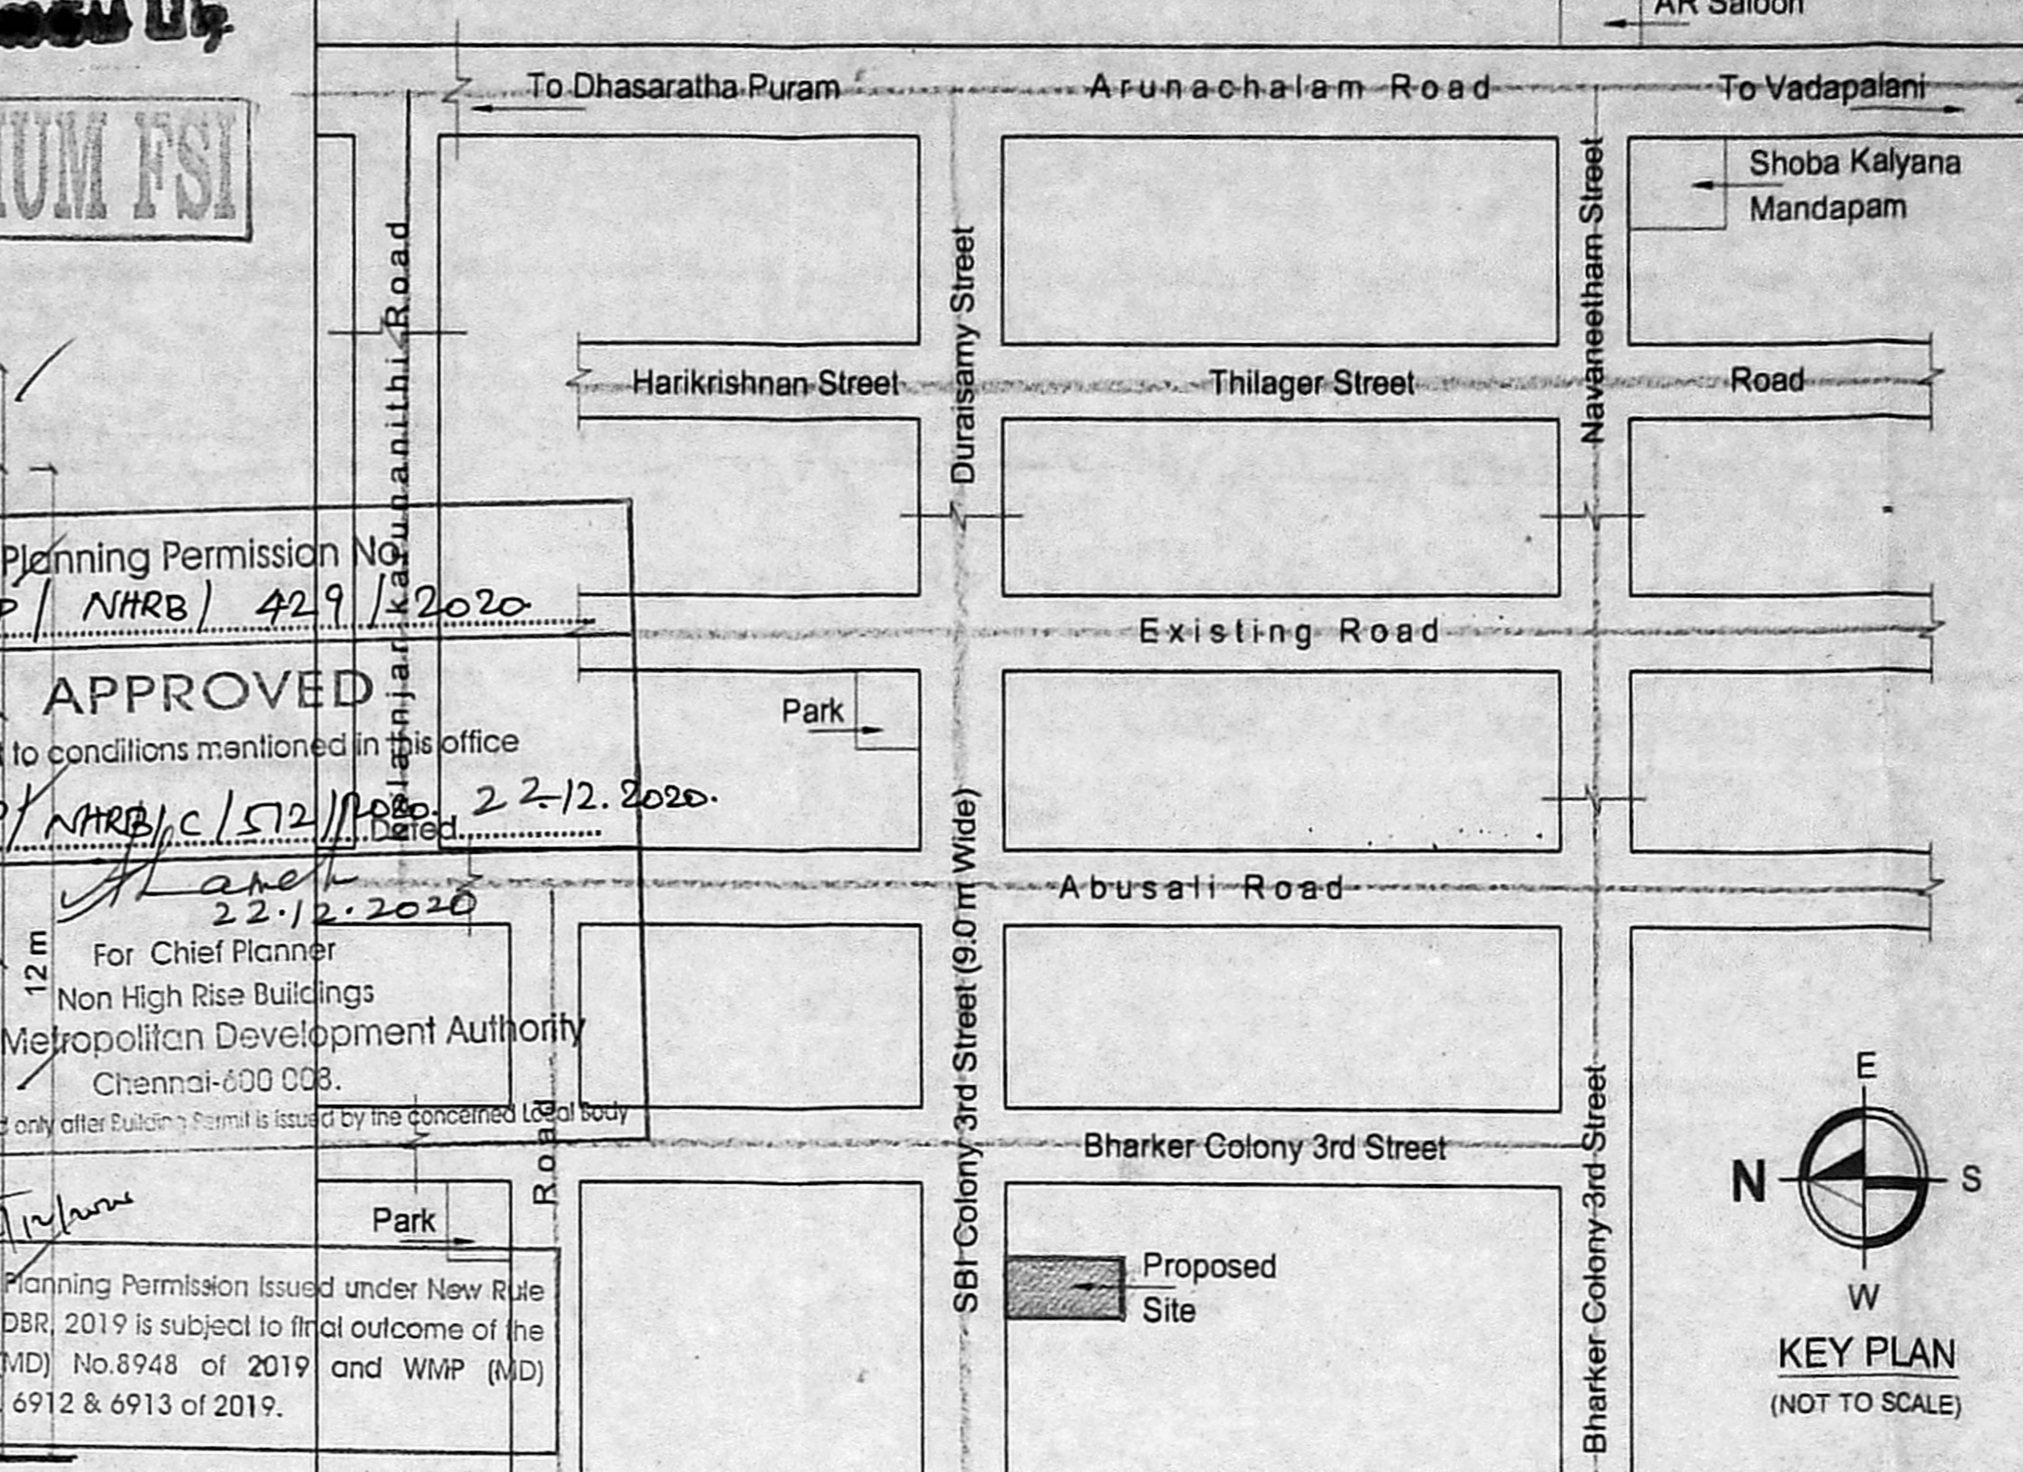 AR Saloon
To Dhasaratha Puram
Arunachalam Road
To Vadapalani
UM FSI
Shoba Kalyana
Mandapam
Road
Duraisamy Street
Navaneetham Street
Harikrishnan Street
Thilager Street
Road
Planning Permission No.
NHRB / 429 / 2020
Existing Road
APPROVED
Park
to conditions mentioned in this office
NHRB / C / 512 / 2020 Dated 22.12.2020.
Abusali Road
22.12.2020
12 m
For Chief Planner
Non High Rise Buildings
Metropolitan Development Authority
Chennai-600 008.
only after Building Permit is issued by the concerned Local Body
SBI Colony 3rd Street (9.0 m Wide)
Bharker Colony 3rd Street
Bharker Colony 3rd Street
Road
Park
Proposed
Site
E
N
S
W
KEY PLAN
(NOT TO SCALE)
Planning Permission Issued under New Rule
DBR, 2019 is subject to final outcome of the
MD) No.8948 of 2019 and WMP (MD)
6912 & 6913 of 2019.